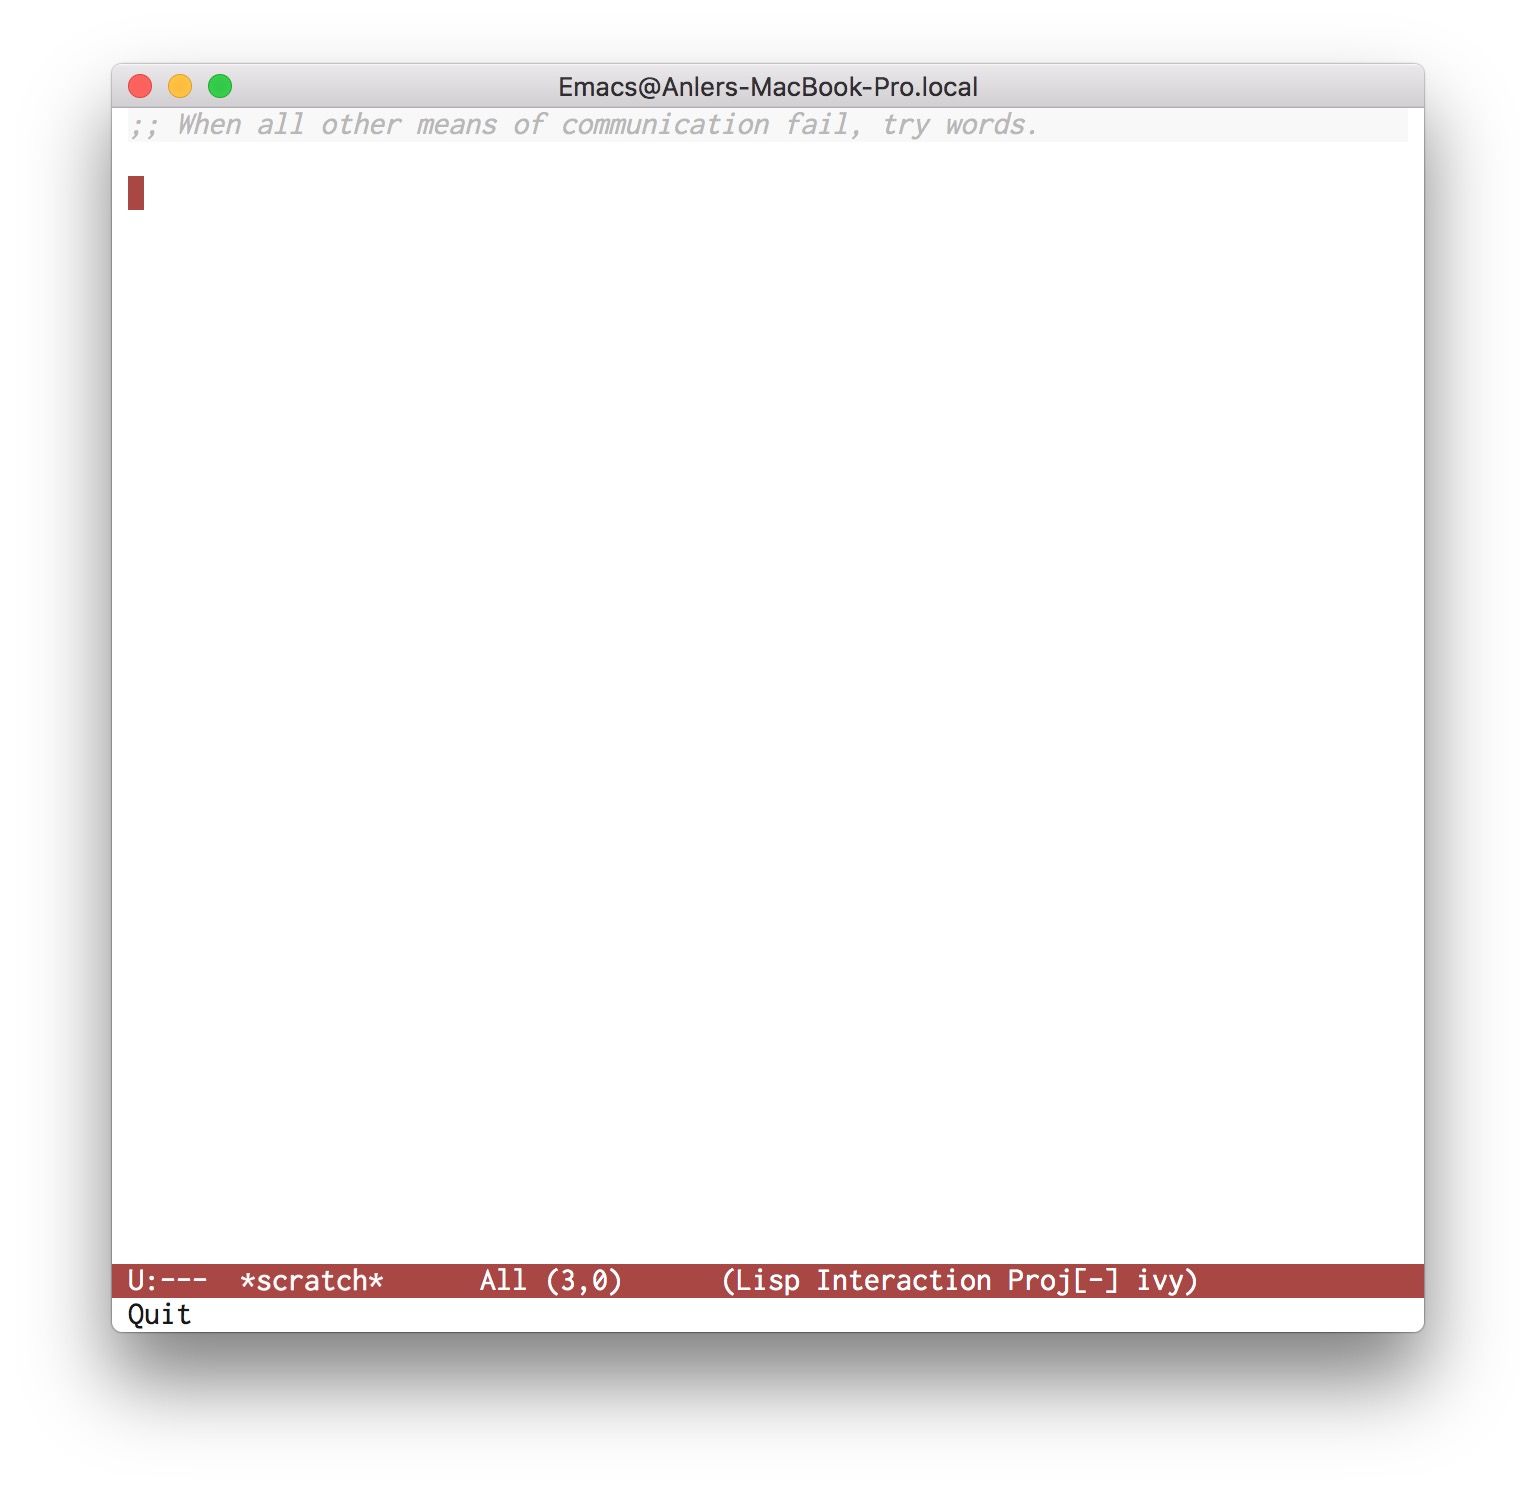 Emacs@Anlers-MacBook-Pro.local
;; When all other means of communication fail, try words.
U:---  *scratch*      All (3,0)      (Lisp Interaction Proj[-] ivy)
Quit